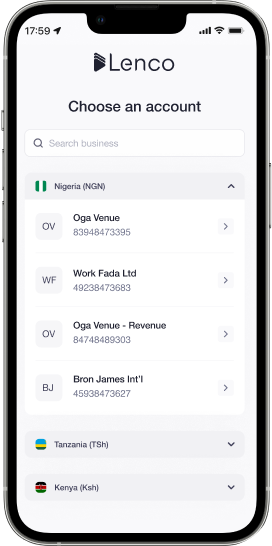 17:59
Lenco
Choose an account
Search business
Nigeria (NGN)
OV
Oga Venue
83948473395
WF
Work Fada Ltd
49238473683
OV
Oga Venue - Revenue
84748489303
BJ
Bron James Int'l
45938473627
Tanzania (TSh)
Kenya (Ksh)